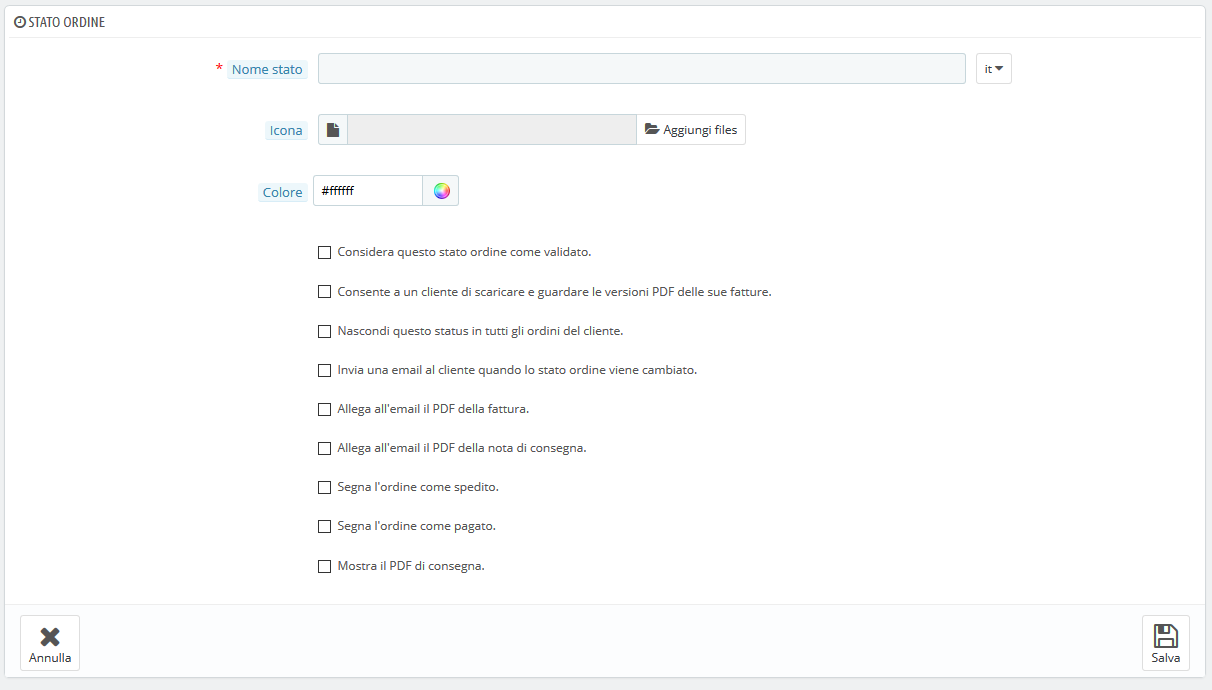 STATO ORDINE
* Nome stato it
Icona Aggiungi files
Colore #ffffff
Considera questo stato ordine come validato.
Consente a un cliente di scaricare e guardare le versioni PDF delle sue fatture.
Nascondi questo status in tutti gli ordini del cliente.
Invia una email al cliente quando lo stato ordine viene cambiato.
Allega all'email il PDF della fattura.
Allega all'email il PDF della nota di consegna.
Segna l'ordine come spedito.
Segna l'ordine come pagato.
Mostra il PDF di consegna.
Annulla Salva